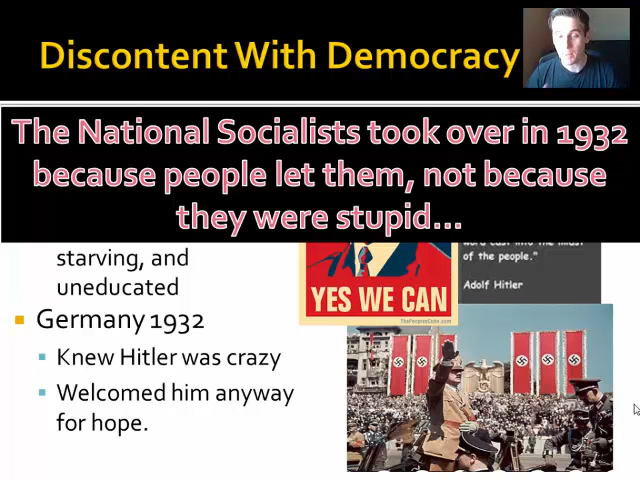 Discontent With Democracy
The National Socialists took over in 1932
because people let them, not because
they were stupid...
starving, and
uneducated
of the people."
Adolf Hitler
YES WE CAN
ThePeoplesCube.com
Germany 1932
Knew Hitler was crazy
Welcomed him anyway
for hope.